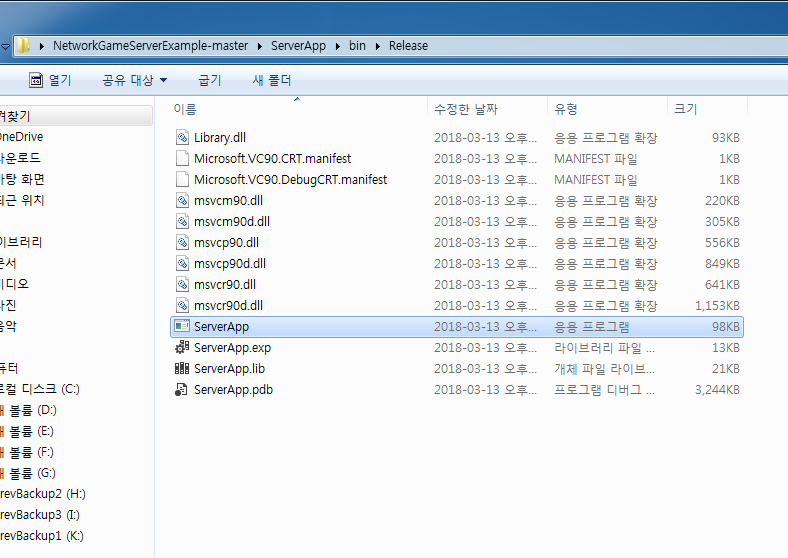 NetworkGameServerExample-master ServerApp bin Release
열기 공유 대상 굽기 새 폴더
이름 수정한 날짜 유형 크기
Library.dll 2018-03-13 오후... 응용 프로그램 확장 93KB
Microsoft.VC90.CRT.manifest 2018-03-13 오후... MANIFEST 파일 1KB
Microsoft.VC90.DebugCRT.manifest 2018-03-13 오후... MANIFEST 파일 1KB
msvcm90.dll 2018-03-13 오후... 응용 프로그램 확장 220KB
msvcm90d.dll 2018-03-13 오후... 응용 프로그램 확장 305KB
msvcp90.dll 2018-03-13 오후... 응용 프로그램 확장 556KB
msvcp90d.dll 2018-03-13 오후... 응용 프로그램 확장 849KB
msvcr90.dll 2018-03-13 오후... 응용 프로그램 확장 641KB
msvcr90d.dll 2018-03-13 오후... 응용 프로그램 확장 1,153KB
ServerApp 2018-03-13 오후... 응용 프로그램 98KB
ServerApp.exp 2018-03-13 오후... 라이브러리 파일 ... 13KB
ServerApp.lib 2018-03-13 오후... 개체 파일 라이브... 21KB
ServerApp.pdb 2018-03-13 오후... 프로그램 디버그 ... 3,244KB
겨찾기
OneDrive
운로드
탕 화면
근 위치
이브러리
문서
비디오
사진
음악
퓨터
로컬 디스크 (C:)
새 볼륨 (D:)
새 볼륨 (E:)
새 볼륨 (F:)
새 볼륨 (G:)
revBackup2 (H:)
revBackup3 (I:)
revBackup1 (K:)